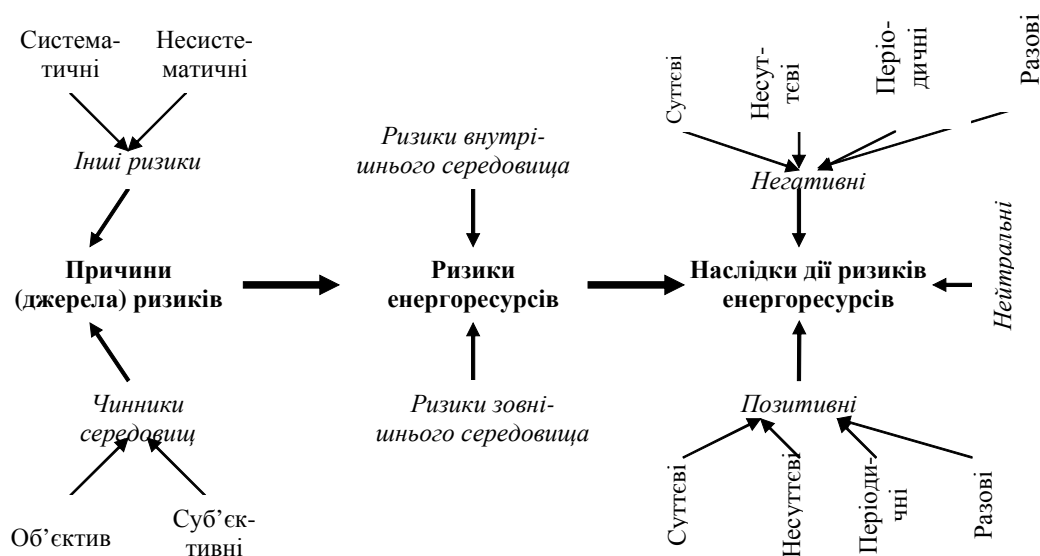 Система-
тичні
Несисте-
матичні
Суттєві
Несут-
тєві
Періо-
дичні
Разові
Інші ризики
Ризики внутрі-
шнього середовища
Негативні
Причини
(джерела) ризиків
Ризики
енергоресурсів
Наслідки дії ризиків
енергоресурсів
Нейтральні
Чинники
середовищ
Ризики зовні-
шнього середовища
Позитивні
Об’єктив
Суб’єк-
тивні
Суттєві
Несуттєві
Періоди-
чні
Разові